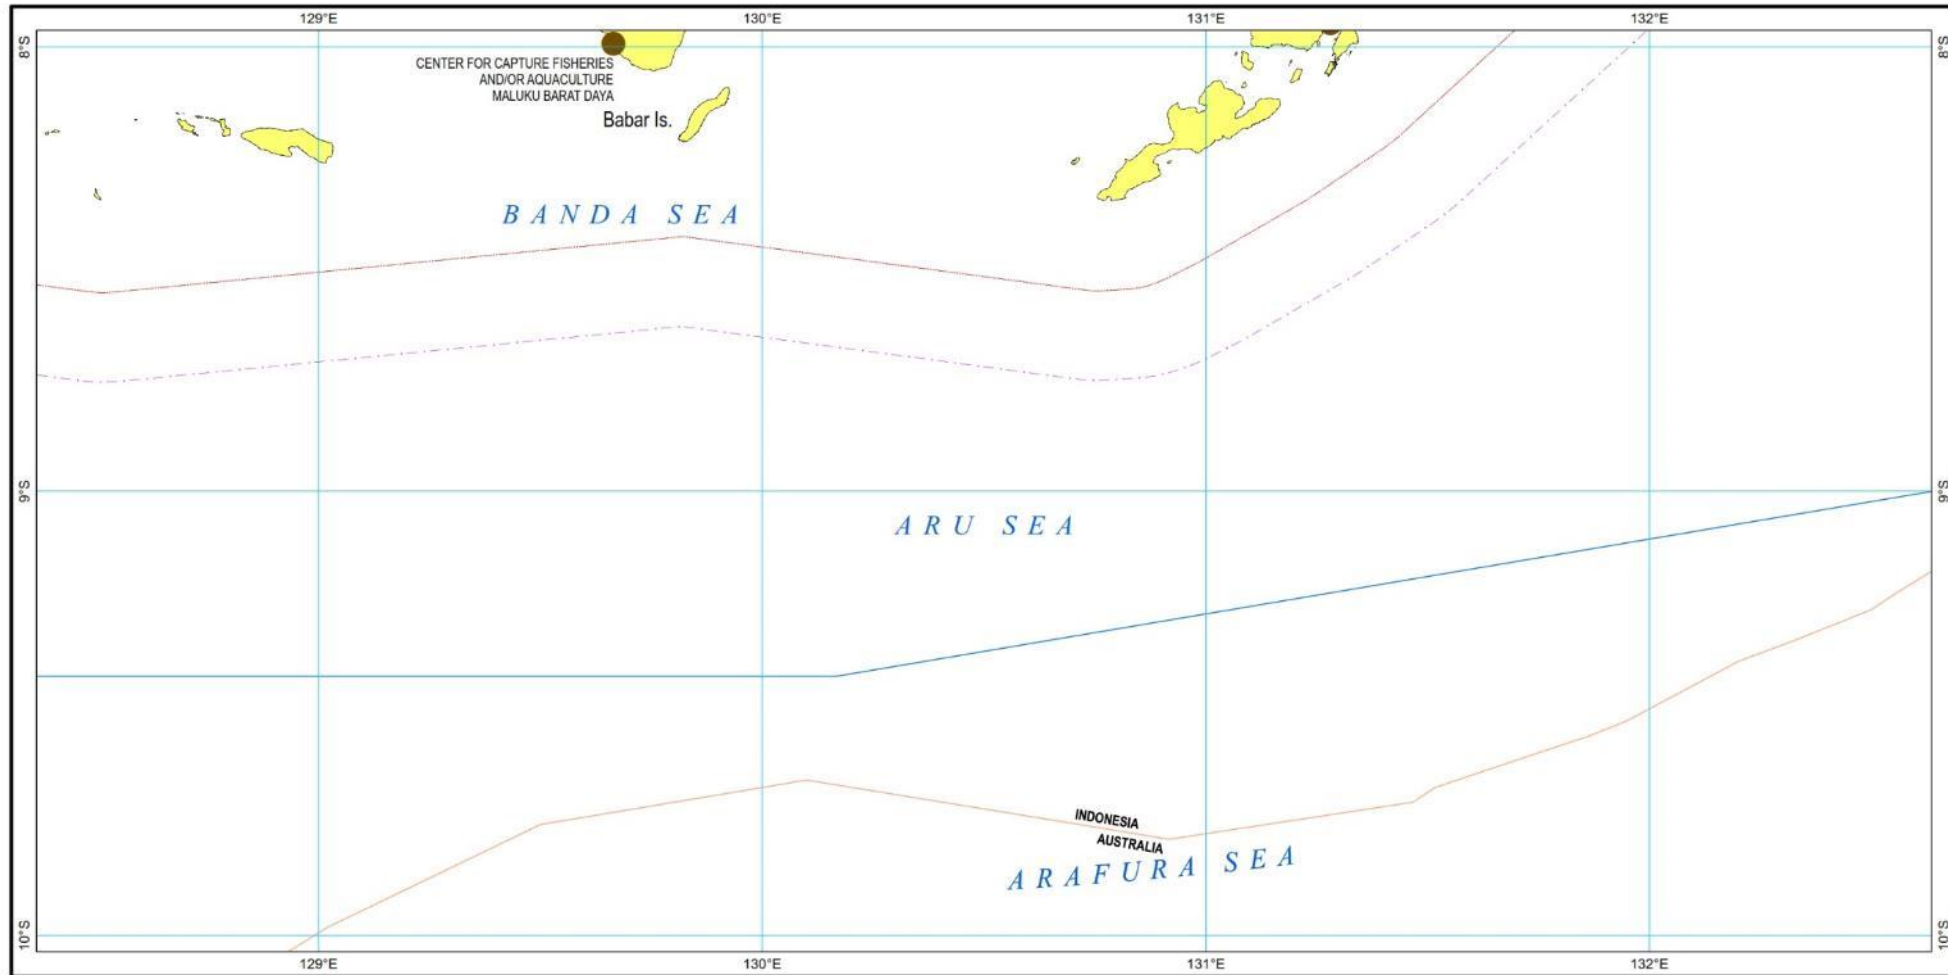 129°E
130°E
131°E
132°E
8°S
8°S
CENTER FOR CAPTURE FISHERIES
AND/OR AQUACULTURE
MALUKU BARAT DAYA
Babar Is.
BANDA SEA
9°S
9°S
ARU SEA
INDONESIA
AUSTRALIA
ARAFURA SEA
10°S
10°S
129°E
130°E
131°E
132°E